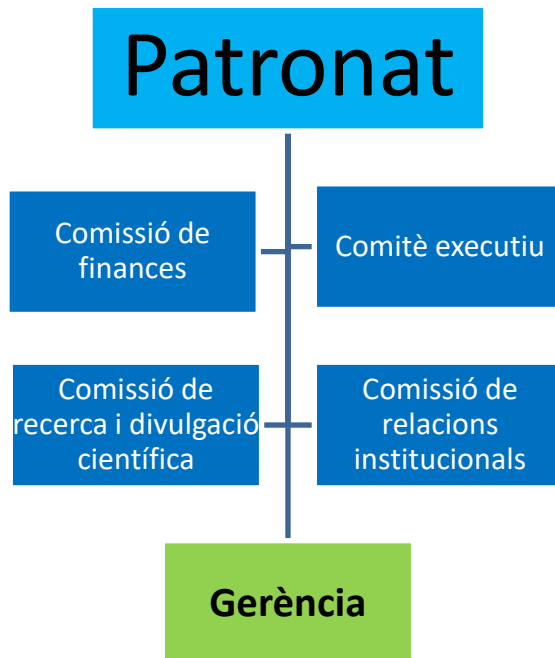 Patronat
Comissió de
finances
Comitè executiu
Comissió de
recerca i divulgació
científica
Comissió de
relacions
institucionals
Gerència